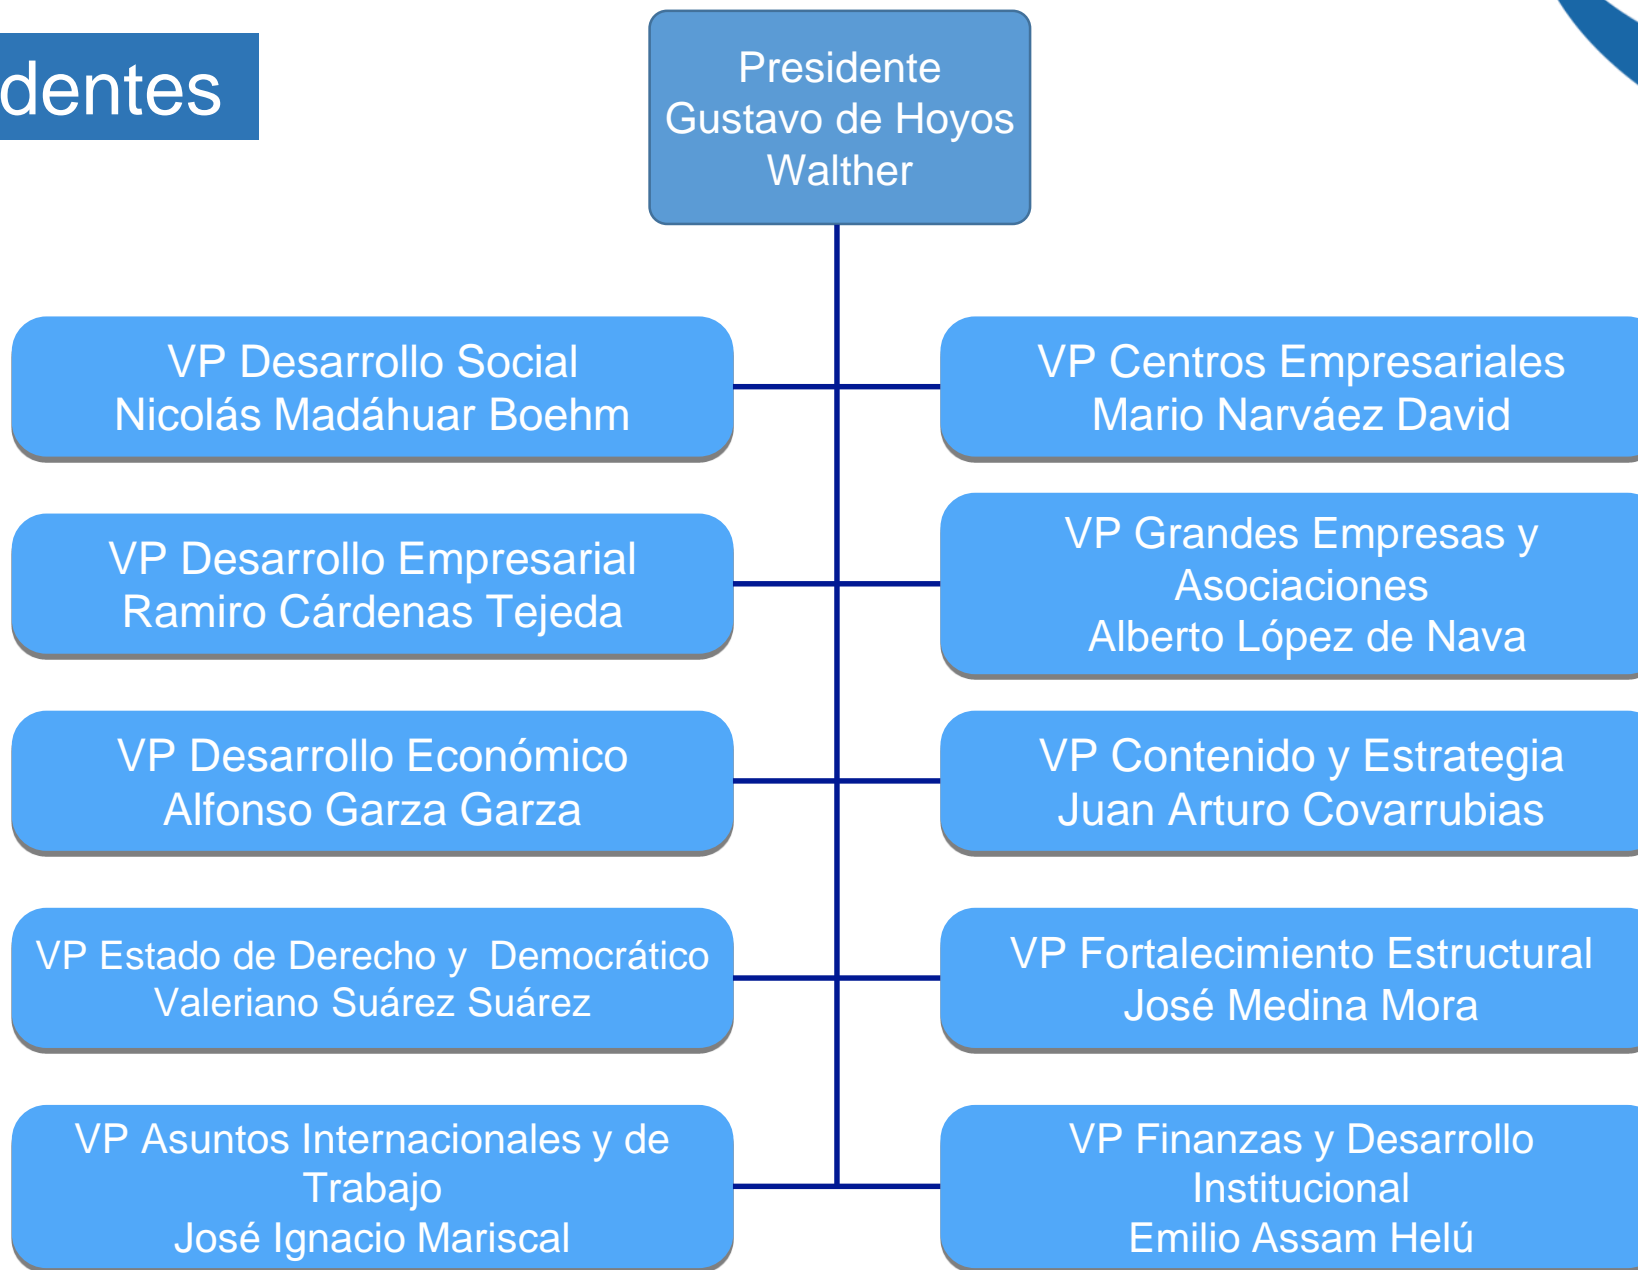 dentes
Presidente
Gustavo de Hoyos
Walther
VP Desarrollo Social
Nicolás Madáhuar Boehm
VP Centros Empresariales
Mario Narváez David
VP Desarrollo Empresarial
Ramiro Cárdenas Tejeda
VP Grandes Empresas y
Asociaciones
Alberto López de Nava
VP Desarrollo Económico
Alfonso Garza Garza
VP Contenido y Estrategia
Juan Arturo Covarrubias
VP Estado de Derecho y  Democrático
Valeriano Suárez Suárez
VP Fortalecimiento Estructural
José Medina Mora
VP Asuntos Internacionales y de
Trabajo
José Ignacio Mariscal
VP Finanzas y Desarrollo
Institucional
Emilio Assam Helú